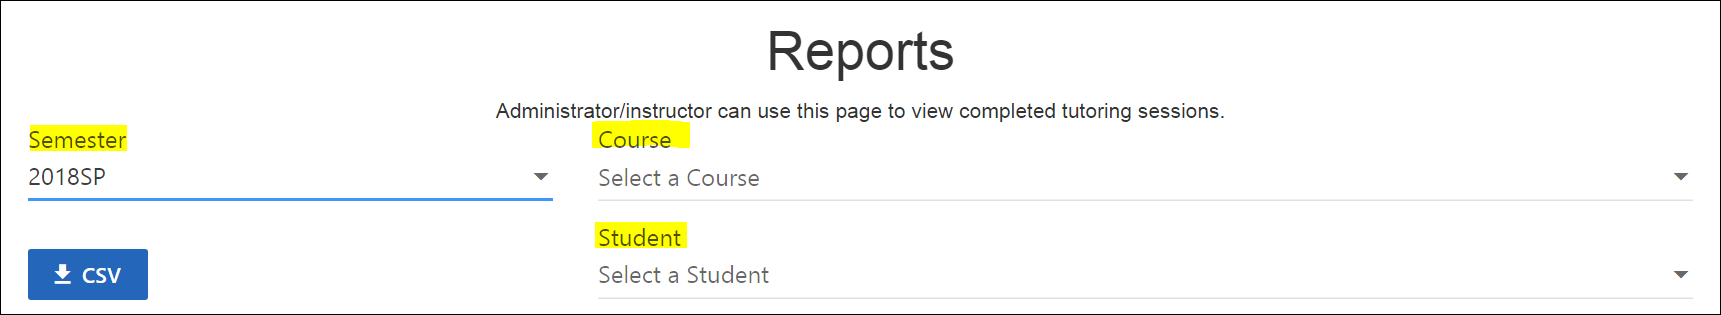 Reports
Administrator/instructor can use this page to view completed tutoring sessions.
Semester
2018SP
Course
Select a Course
Student
Select a Student
CSV